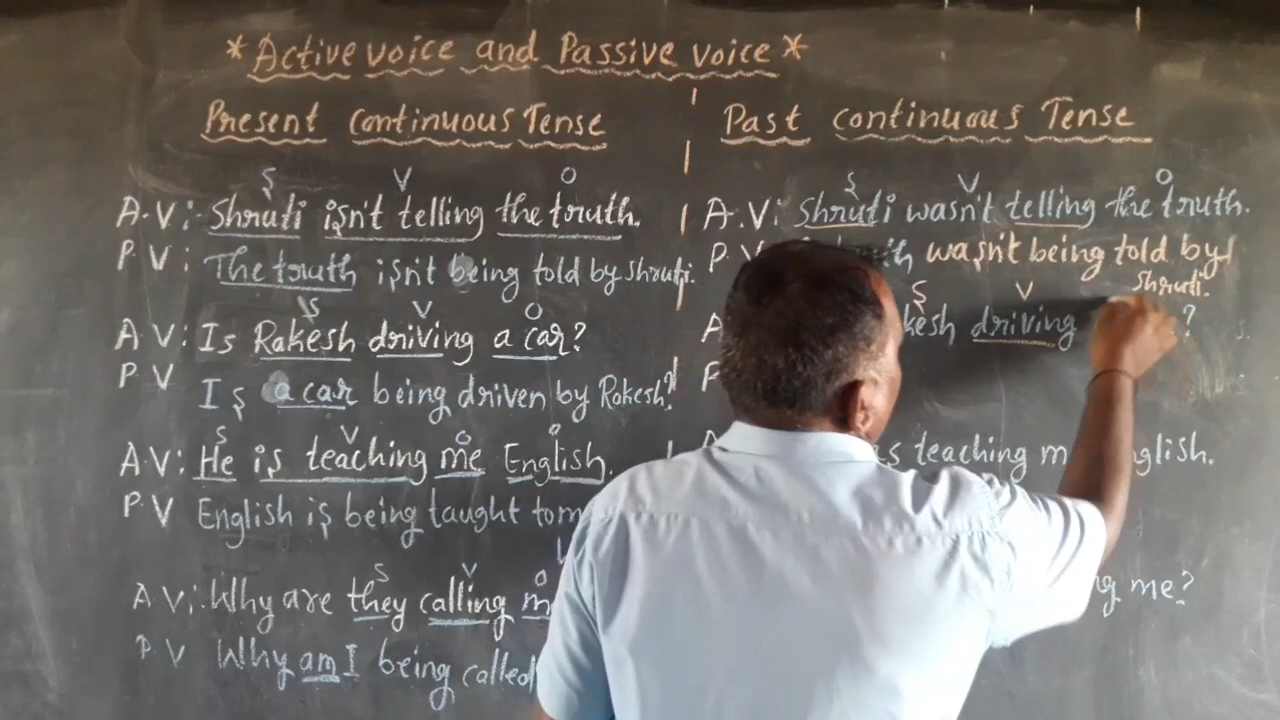 *Active voice and Passive voice*
Present continuous Tense
S V O
A.V:- Shruti isn't telling the truth.
P V: The truth isn't being told by shruti.
S V O
A V: Is Rakesh driving a car?
P V Is a car being driven by Rakesh?
S V O O
A V: He is teaching me English.
P V English is being taught to
S V O
A V:- Why are they calling
P V Why am I being called
Past continuous Tense
S V O
A.V: Shruti wasn't telling the truth.
P V wasn't being told by
Shruti.
S V
driving ?
teaching
me?